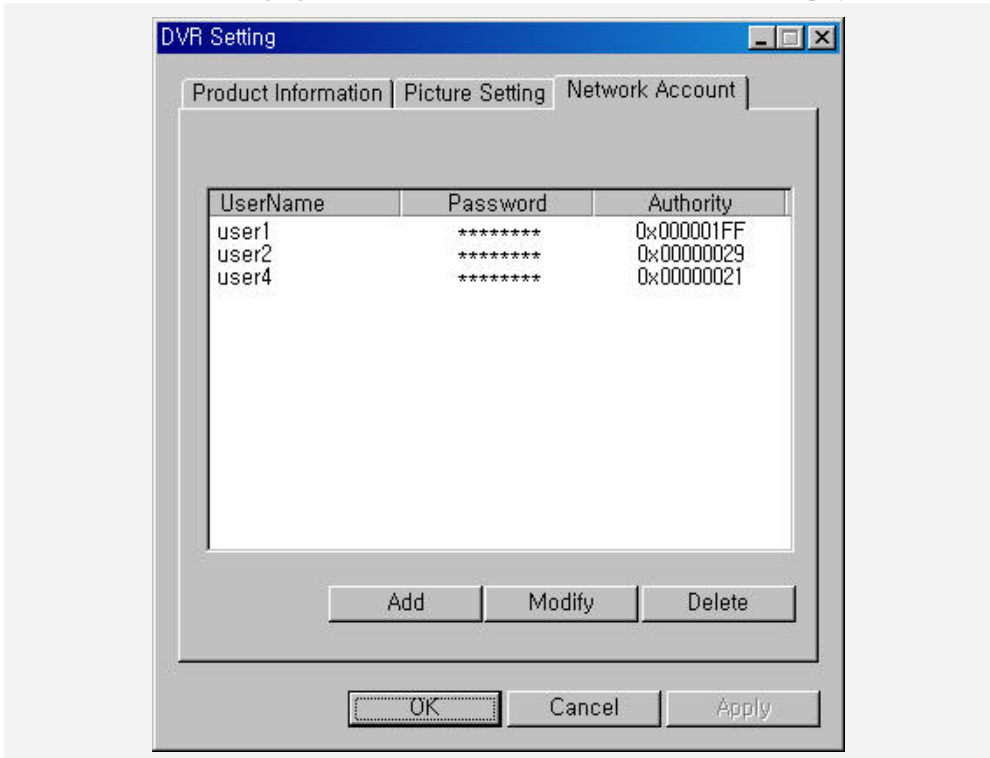 DVR Setting
Product Information Picture Setting Network Account
UserName Password Authority
user1 ******** 0x000001FF
user2 ******** 0x00000029
user4 ******** 0x00000021
Add Modify Delete
OK Cancel Apply